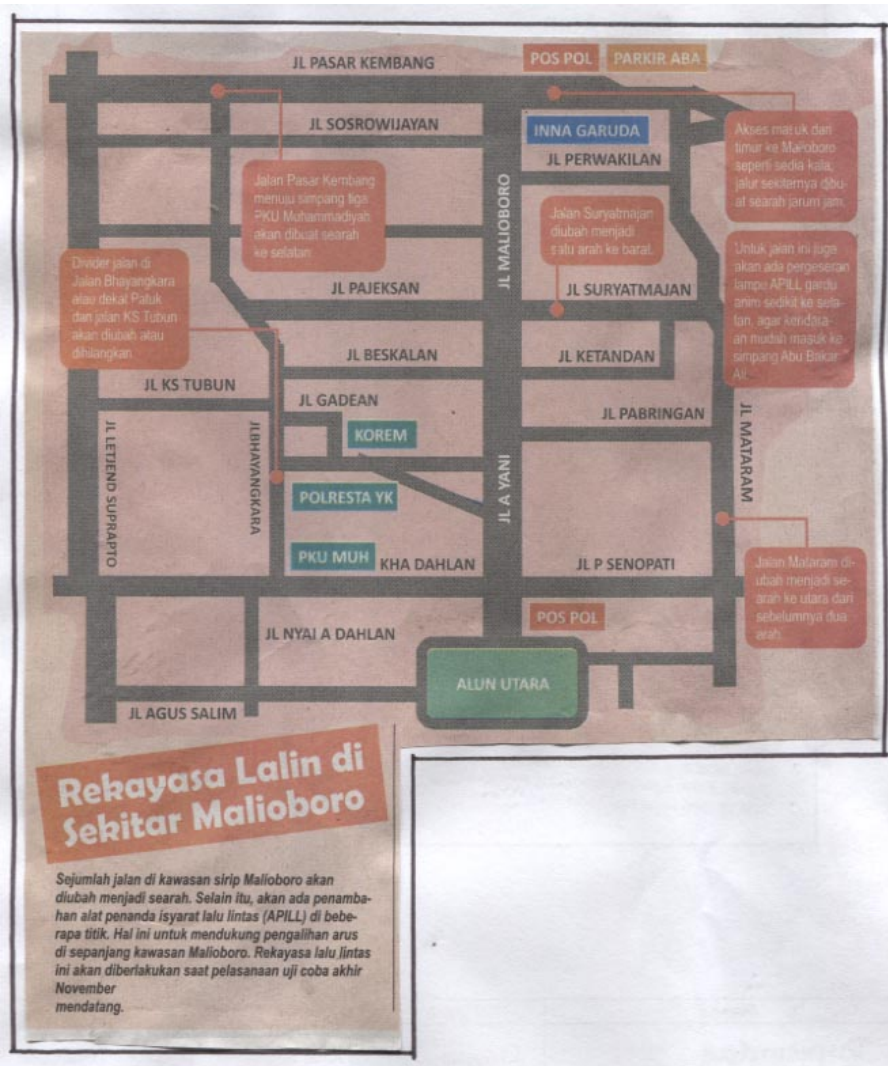 JL PASAR KEMBANG
POS POL
PARKIR ABA
JL SOSROWIJAYAN
INNA GARUDA
JL PERWAKILAN
Akses masuk dari
timur ke Malioboro
seperti sedia kala,
jalur sekitarnya dibu-
at searah jarum jam.
Jalan Pasar Kembang
menuju simpang tiga
PKU Muhammadiyah
akan dibuat searah
ke selatan.
JL MALIOBORO
Jalan Suryatmajan
diubah menjadi
satu arah ke barat.
Divider jalan di
Jalan Bhayangkara
atau dekat Patuk
dan jalan KS Tubun
akan diubah atau
dihilangkan.
JL PAJEKSAN
JL SURYATMAJAN
Untuk jalan ini juga
akan ada pergeseran
lampu APILL gardu
anim sedikit ke sela-
tan, agar kendara-
an mudah masuk ke
simpang Abu Bakar
Ali.
JL BESKALAN
JL KETANDAN
JL KS TUBUN
JL GADEAN
JL PABRINGAN
JL LETJEND SUPRAPTO
JLBHAYANGKARA
KOREM
JL A YANI
JL MATARAM
POLRESTA YK
PKU MUH
KHA DAHLAN
JL P SENOPATI
Jalan Mataram di-
ubah menjadi se-
arah ke utara dari
sebelumnya dua
arah.
POS POL
JL NYAI A DAHLAN
ALUN UTARA
JL AGUS SALIM
Rekayasa Lalin di
Sekitar Malioboro
Sejumlah jalan di kawasan sirip Malioboro akan
diubah menjadi searah. Selain itu, akan ada penamba-
han alat penanda isyarat lalu lintas (APILL) di bebe-
rapa titik. Hal ini untuk mendukung pengalihan arus
di sepanjang kawasan Malioboro. Rekayasa lalu lintas
ini akan diberlakukan saat pelasanaan uji coba akhir
November
mendatang.